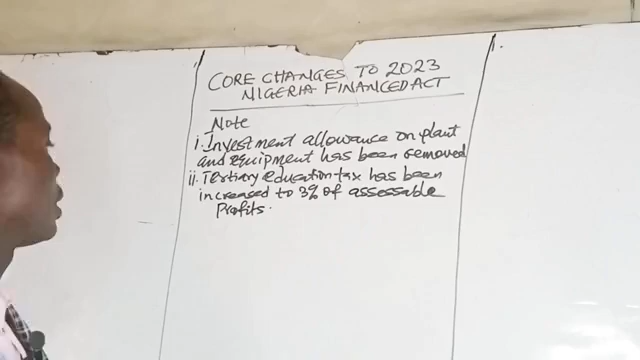 CORE CHANGES TO 2023
NIGERIA FINANCED ACT
Note
i. Investment allowance on plant
and equipment has been removed
ii. Tertiary education tax has been
increased to 3% of assessable
Profits.
1.